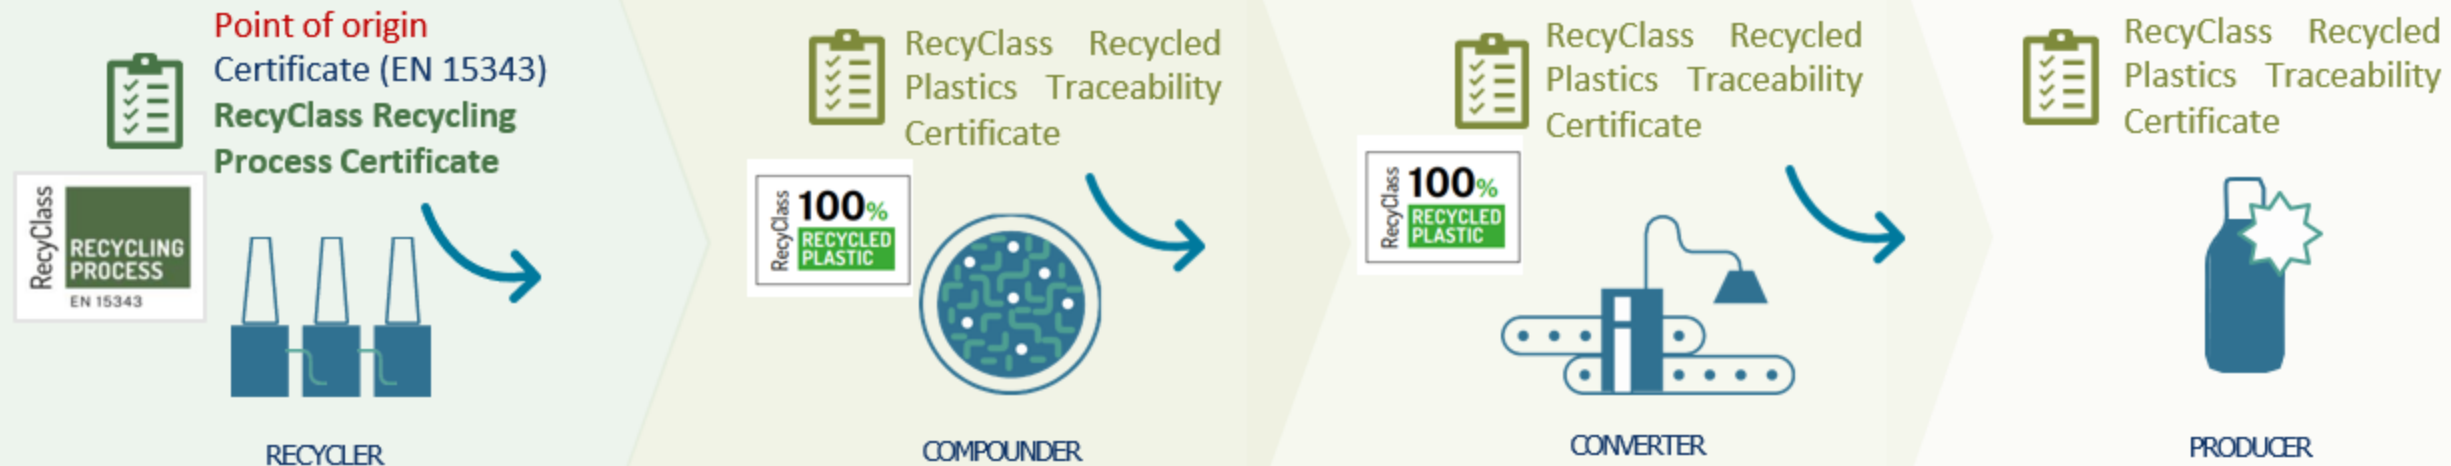 Point of origin
Certificate (EN 15343)
RecyClass Recycling
Process Certificate
RecyClass
RECYCLING
PROCESS
EN 15343
RECYCLER
RecyClass Recycled
Plastics Traceability
Certificate
RecyClass
100%
RECYCLED
PLASTIC
COMPOUNDER
RecyClass Recycled
Plastics Traceability
Certificate
RecyClass
100%
RECYCLED
PLASTIC
CONVERTER
RecyClass Recycled
Plastics Traceability
Certificate
PRODUCER